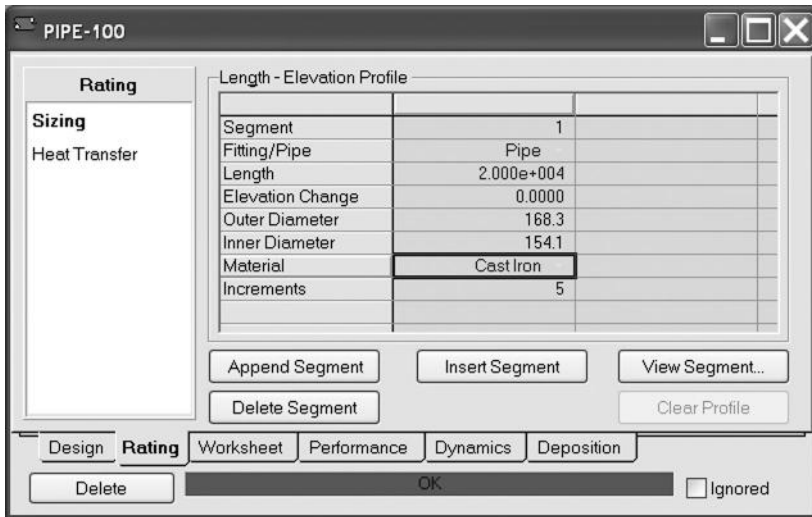 PIPE-100
Rating
Sizing
Heat Transfer
Length - Elevation Profile
Segment 1
Fitting/Pipe Pipe
Length 2.000e+004
Elevation Change 0.0000
Outer Diameter 168.3
Inner Diameter 154.1
Material Cast Iron
Increments 5
Append Segment Insert Segment View Segment...
Delete Segment Clear Profile
Design Rating Worksheet Performance Dynamics Deposition
Delete OK Ignored